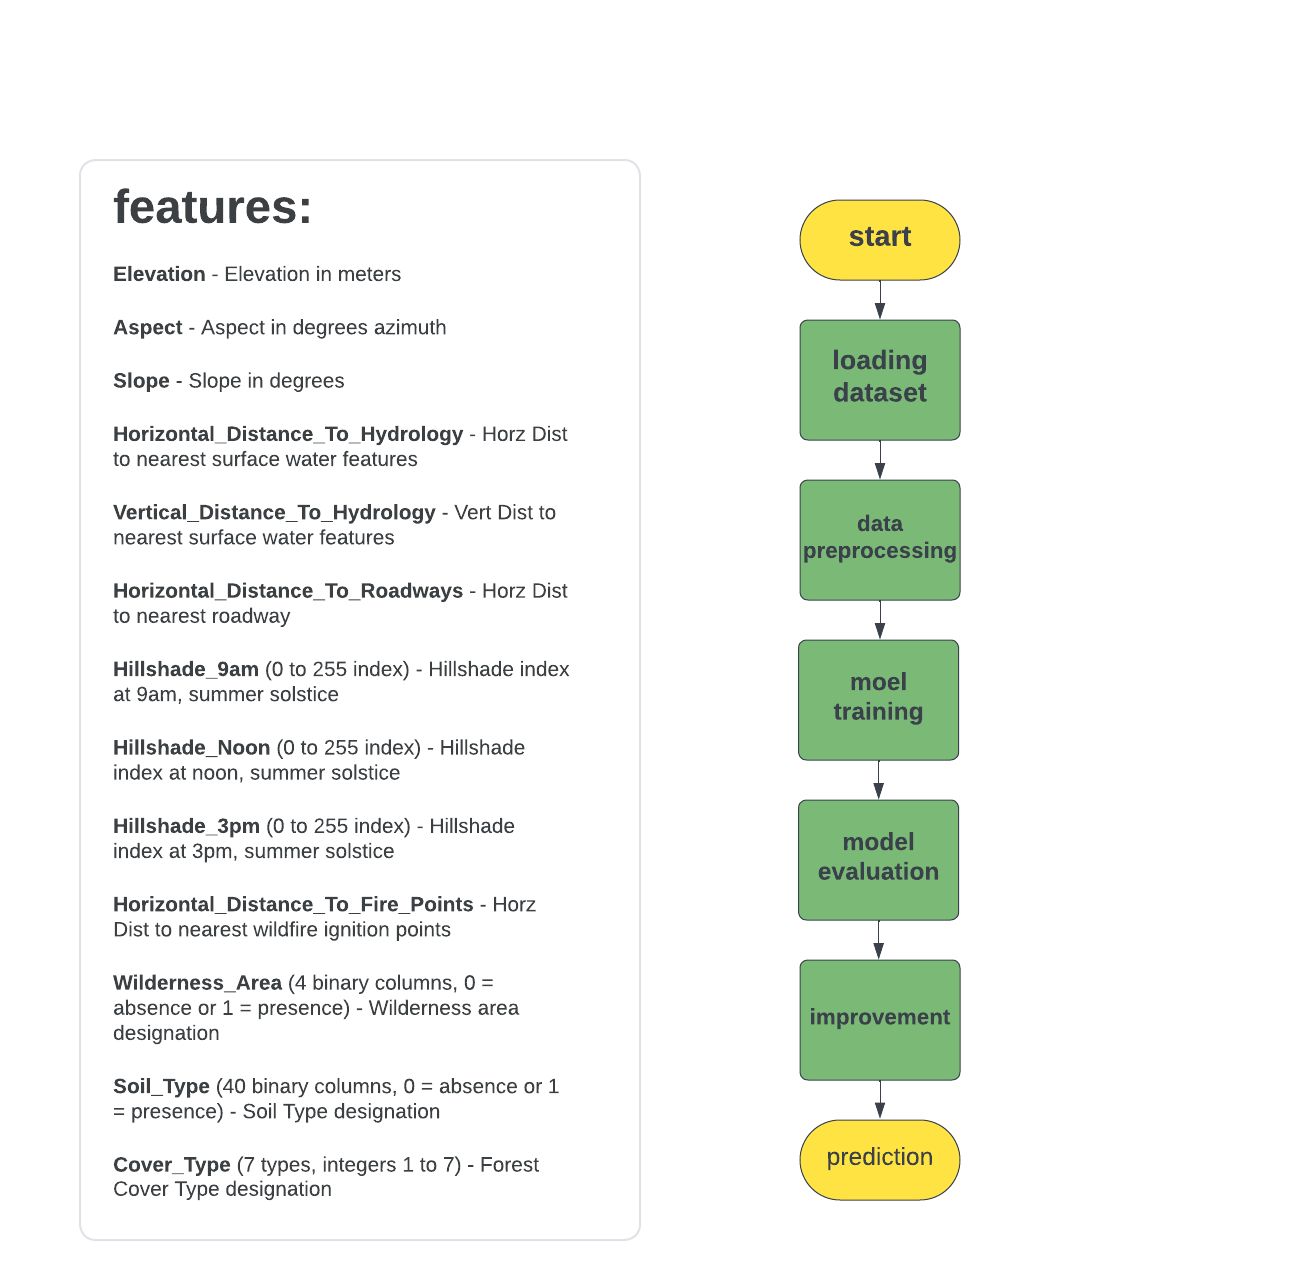 features:
Elevation - Elevation in meters
Aspect - Aspect in degrees azimuth
Slope - Slope in degrees
Horizontal_Distance_To_Hydrology - Horz Dist
to nearest surface water features
Vertical_Distance_To_Hydrology - Vert Dist to
nearest surface water features
Horizontal_Distance_To_Roadways - Horz Dist
to nearest roadway
Hillshade_9am (0 to 255 index) - Hillshade index
at 9am, summer solstice
Hillshade_Noon (0 to 255 index) - Hillshade
index at noon, summer solstice
Hillshade_3pm (0 to 255 index) - Hillshade
index at 3pm, summer solstice
Horizontal_Distance_To_Fire_Points - Horz
Dist to nearest wildfire ignition points
Wilderness_Area (4 binary columns, 0 =
absence or 1 = presence) - Wilderness area
designation
Soil_Type (40 binary columns, 0 = absence or 1
= presence) - Soil Type designation
Cover_Type (7 types, integers 1 to 7) - Forest
Cover Type designation
start
loading
dataset
data
preprocessing
moel
training
model
evaluation
improvement
prediction